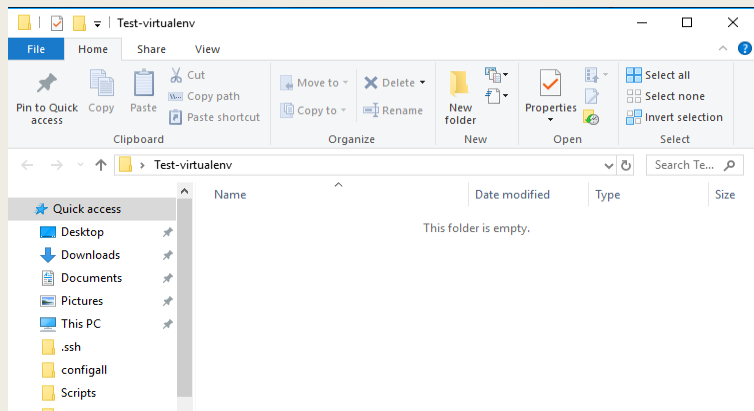 Test-virtualenv
File Home Share View
Pin to Quick access
Copy
Paste
Cut
Copy path
Paste shortcut
Clipboard
Move to
Copy to
Delete
Rename
Organize
New folder
New
Properties
Open
Select all
Select none
Invert selection
Select
Test-virtualenv
Search Te...
Name Date modified Type Size
This folder is empty.
Quick access
Desktop
Downloads
Documents
Pictures
This PC
.ssh
configall
Scripts